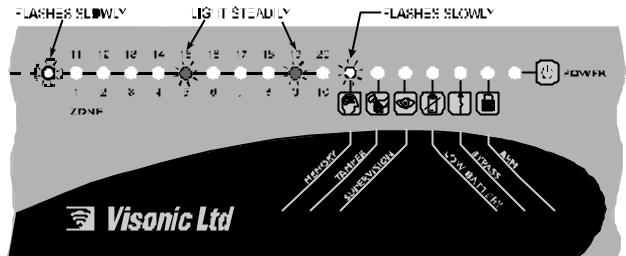 FLASHES SLOWLY LIGHT STEADILY FLASHES SLOWLY
11 12 13 14 15 16 17 18 19 20
1 2 3 4 5 6 7 8 9 10
POWER
ZONE
MEMORY TAMPER SUPERVISION LOW BATTERY BYPASS ARM
Visonic Ltd